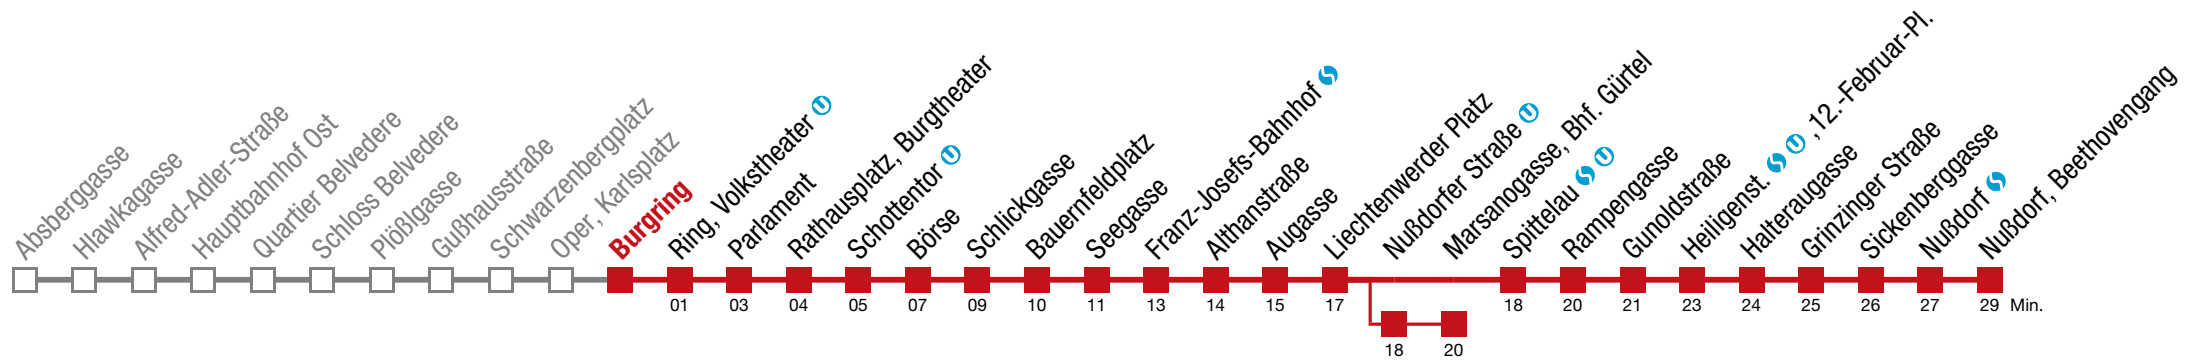 Absberggasse
Hlawkagasse
Alfred-Adler-Straße
Hauptbahnhof Ost
Quartier Belvedere
Schloss Belvedere
Plößlgasse
Gußhausstraße
Schwarzenbergplatz
Oper, Karlsplatz
Burgring
Ring, Volkstheater U
Parlament
Rathausplatz, Burgtheater
Schottentor U
Börse
Schlickgasse
Bauernfeldplatz
Seegasse
Franz-Josefs-Bahnhof S
Althanstraße
Augasse
Liechtenwerder Platz
Nußdorfer Straße U
Marsanogasse, Bhf. Gürtel
Spittelau S U
Rampengasse
Gunoldstraße
Heiligenst. S U ,12.-Februar-Pl.
Halteraugasse
Grinzinger Straße
Sickenberggasse
Nußdorf S
Nußdorf, Beethovengang
01 03 04 05 07 09 10 11 13 14 15 17 18 20 21 23 24 25 26 27 29 Min.
18 20